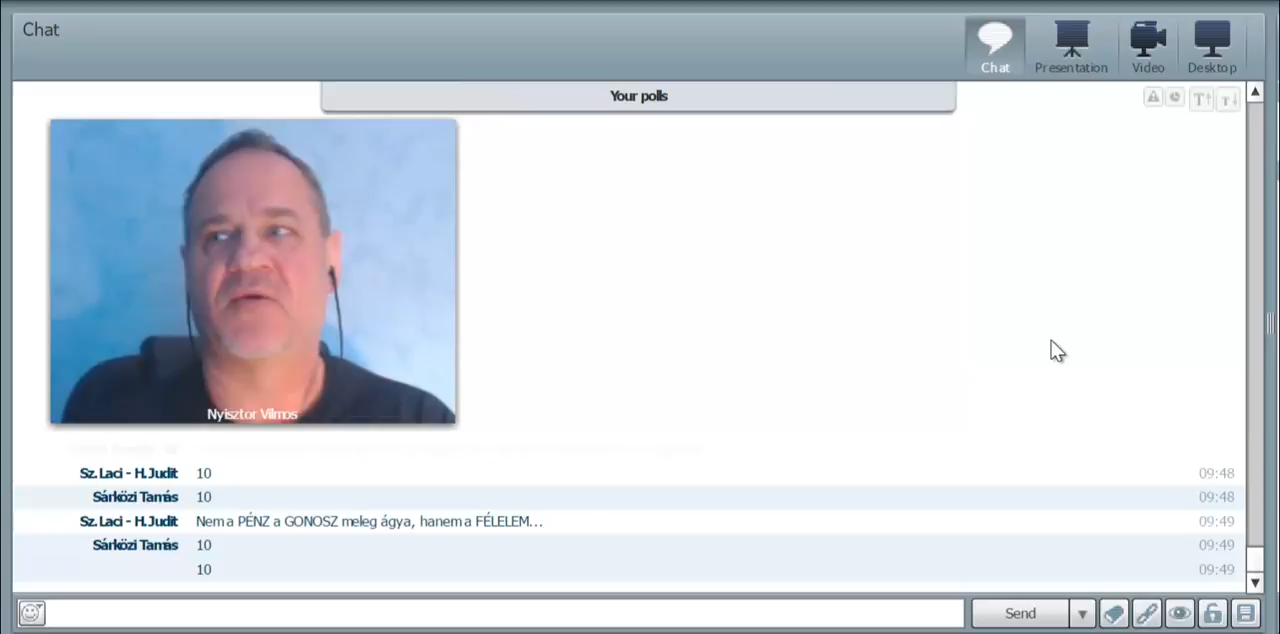 Chat
Chat
Presentation
Video
Desktop
Your polls
Nyisztor Vilmos
Sz. Laci - H. Judit 10 09:48
Sárközi Tamás 10 09:48
Sz. Laci - H. Judit Nem a PÉNZ a GONOSZ meleg ágya, hanem a FÉLELEM... 09:49
Sárközi Tamás 10 09:49
10 09:49
Send